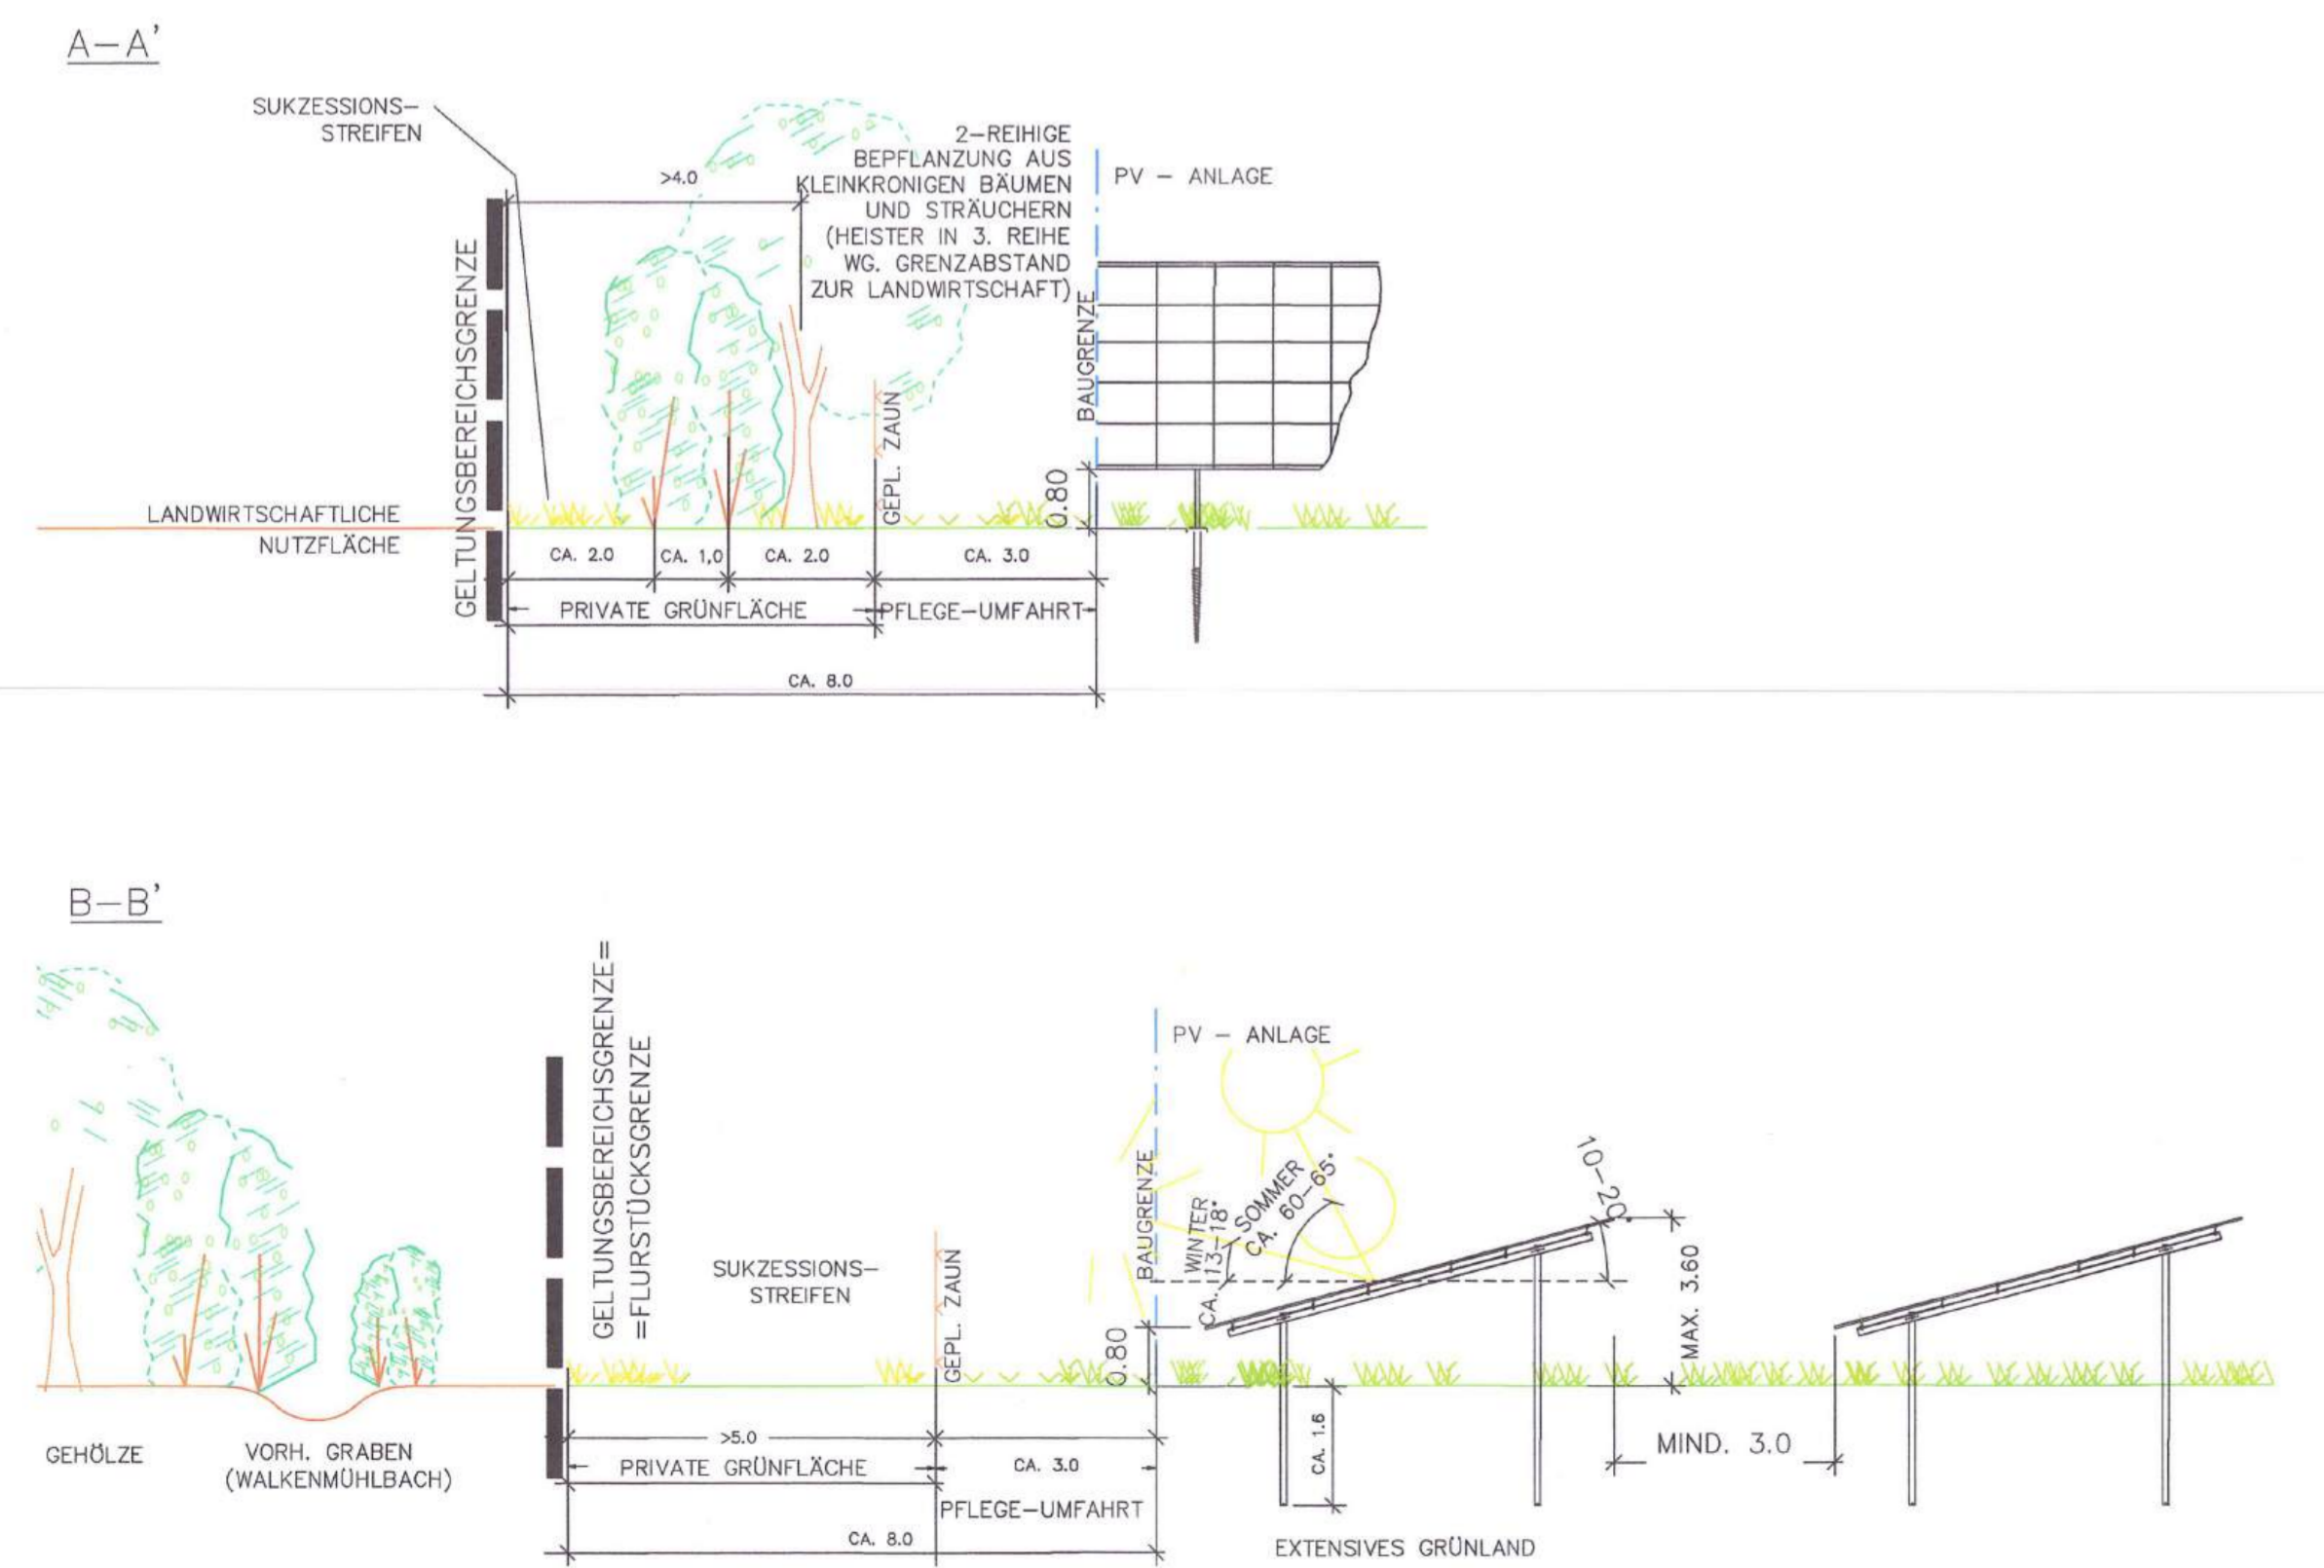 A–A'
SUKZESSIONS–
STREIFEN
>4.0
2–REIHIGE
BEPFLANZUNG AUS
KLEINKRONIGEN BÄUMEN
UND STRÄUCHERN
(HEISTER IN 3. REIHE
WG. GRENZABSTAND
ZUR LANDWIRTSCHAFT)
PV – ANLAGE
GELTUNGSBEREICHSGRENZE
BAUGRENZE
GEPL. ZAUN
0.80
LANDWIRTSCHAFTLICHE
NUTZFLÄCHE
CA. 2.0
CA. 1,0
CA. 2.0
CA. 3.0
PRIVATE GRÜNFLÄCHE
PFLEGE–UMFAHRT
CA. 8.0
B–B'
GELTUNGSBEREICHSGRENZE=
=FLURSTÜCKSGRENZE
PV – ANLAGE
BAUGRENZE
WINTER
CA. 13–18°
SOMMER
CA. 60–65°
10–20°
MAX. 3.60
SUKZESSIONS–
STREIFEN
GEPL. ZAUN
0.80
GEHÖLZE
VORH. GRABEN
(WALKENMÜHLBACH)
>5.0
PRIVATE GRÜNFLÄCHE
CA. 3.0
PFLEGE–UMFAHRT
CA. 8.0
CA. 1.6
MIND. 3.0
EXTENSIVES GRÜNLAND